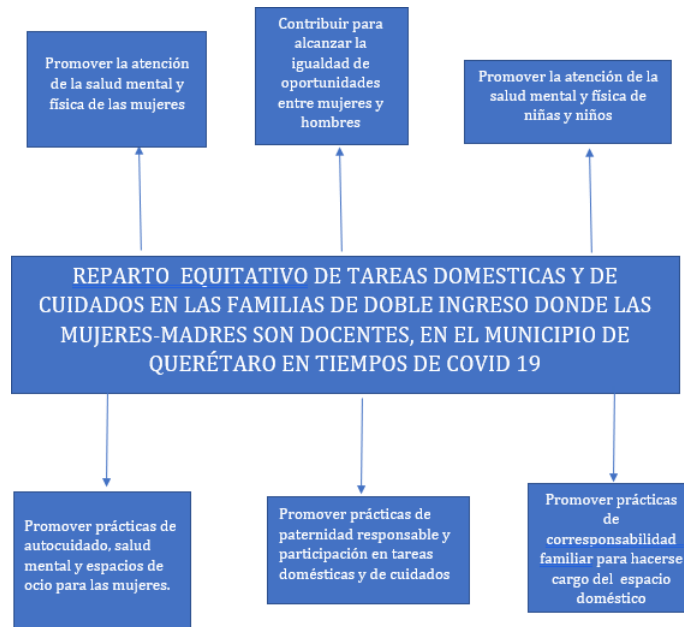 Promover la atención
de la salud mental y
física de las mujeres
Contribuir para
alcanzar la
igualdad de
oportunidades
entre mujeres y
hombres
Promover la atención de la
salud mental y física de
niñas y niños
REPARTO EQUITATIVO DE TAREAS DOMESTICAS Y DE
CUIDADOS EN LAS FAMILIAS DE DOBLE INGRESO DONDE LAS
MUJERES-MADRES SON DOCENTES, EN EL MUNICIPIO DE
QUERÉTARO EN TIEMPOS DE COVID 19
Promover prácticas de
autocuidado, salud
mental y espacios de
ocio para las mujeres.
Promover prácticas de
paternidad responsable y
participación en tareas
domésticas y de cuidados
Promover prácticas
de
corresponsabilidad
familiar para hacerse
cargo del espacio
doméstico